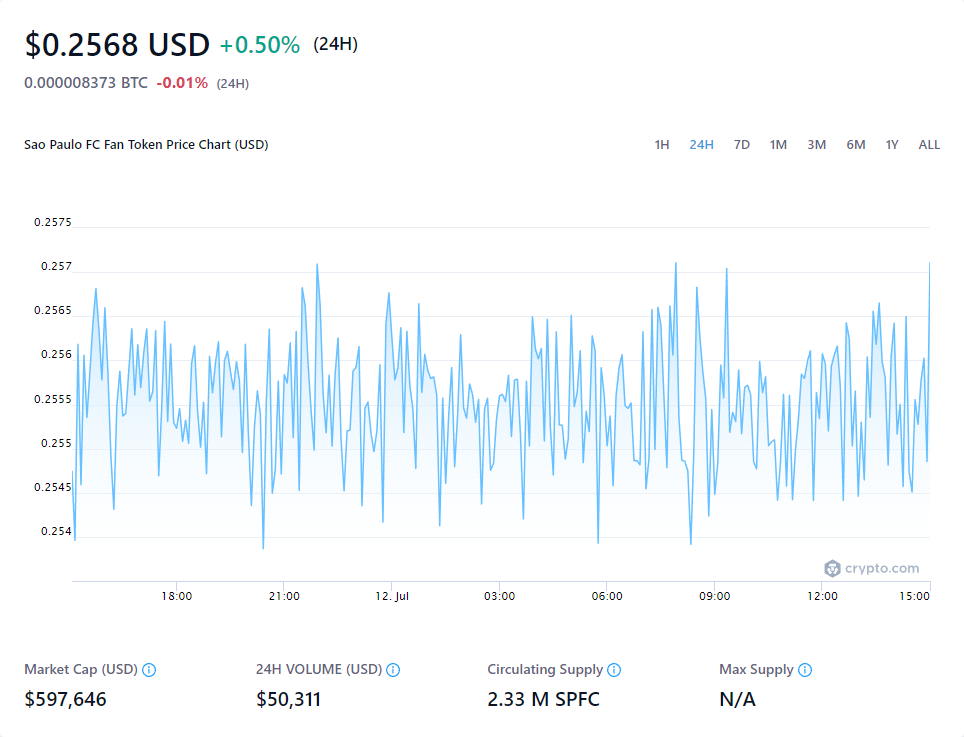 $0.2568 USD +0.50% (24H)
0.000008373 BTC -0.01% (24H)
Sao Paulo FC Fan Token Price Chart (USD) 1H 24H 7D 1M 3M 6M 1Y ALL
0.2575
0.257
0.2565
0.256
0.2555
0.255
0.2545
0.254
crypto.com
18:00 21:00 12. Jul 03:00 06:00 09:00 12:00 15:00
Market Cap (USD) 24H VOLUME (USD) Circulating Supply Max Supply
$597,646 $50,311 2.33 M SPFC N/A